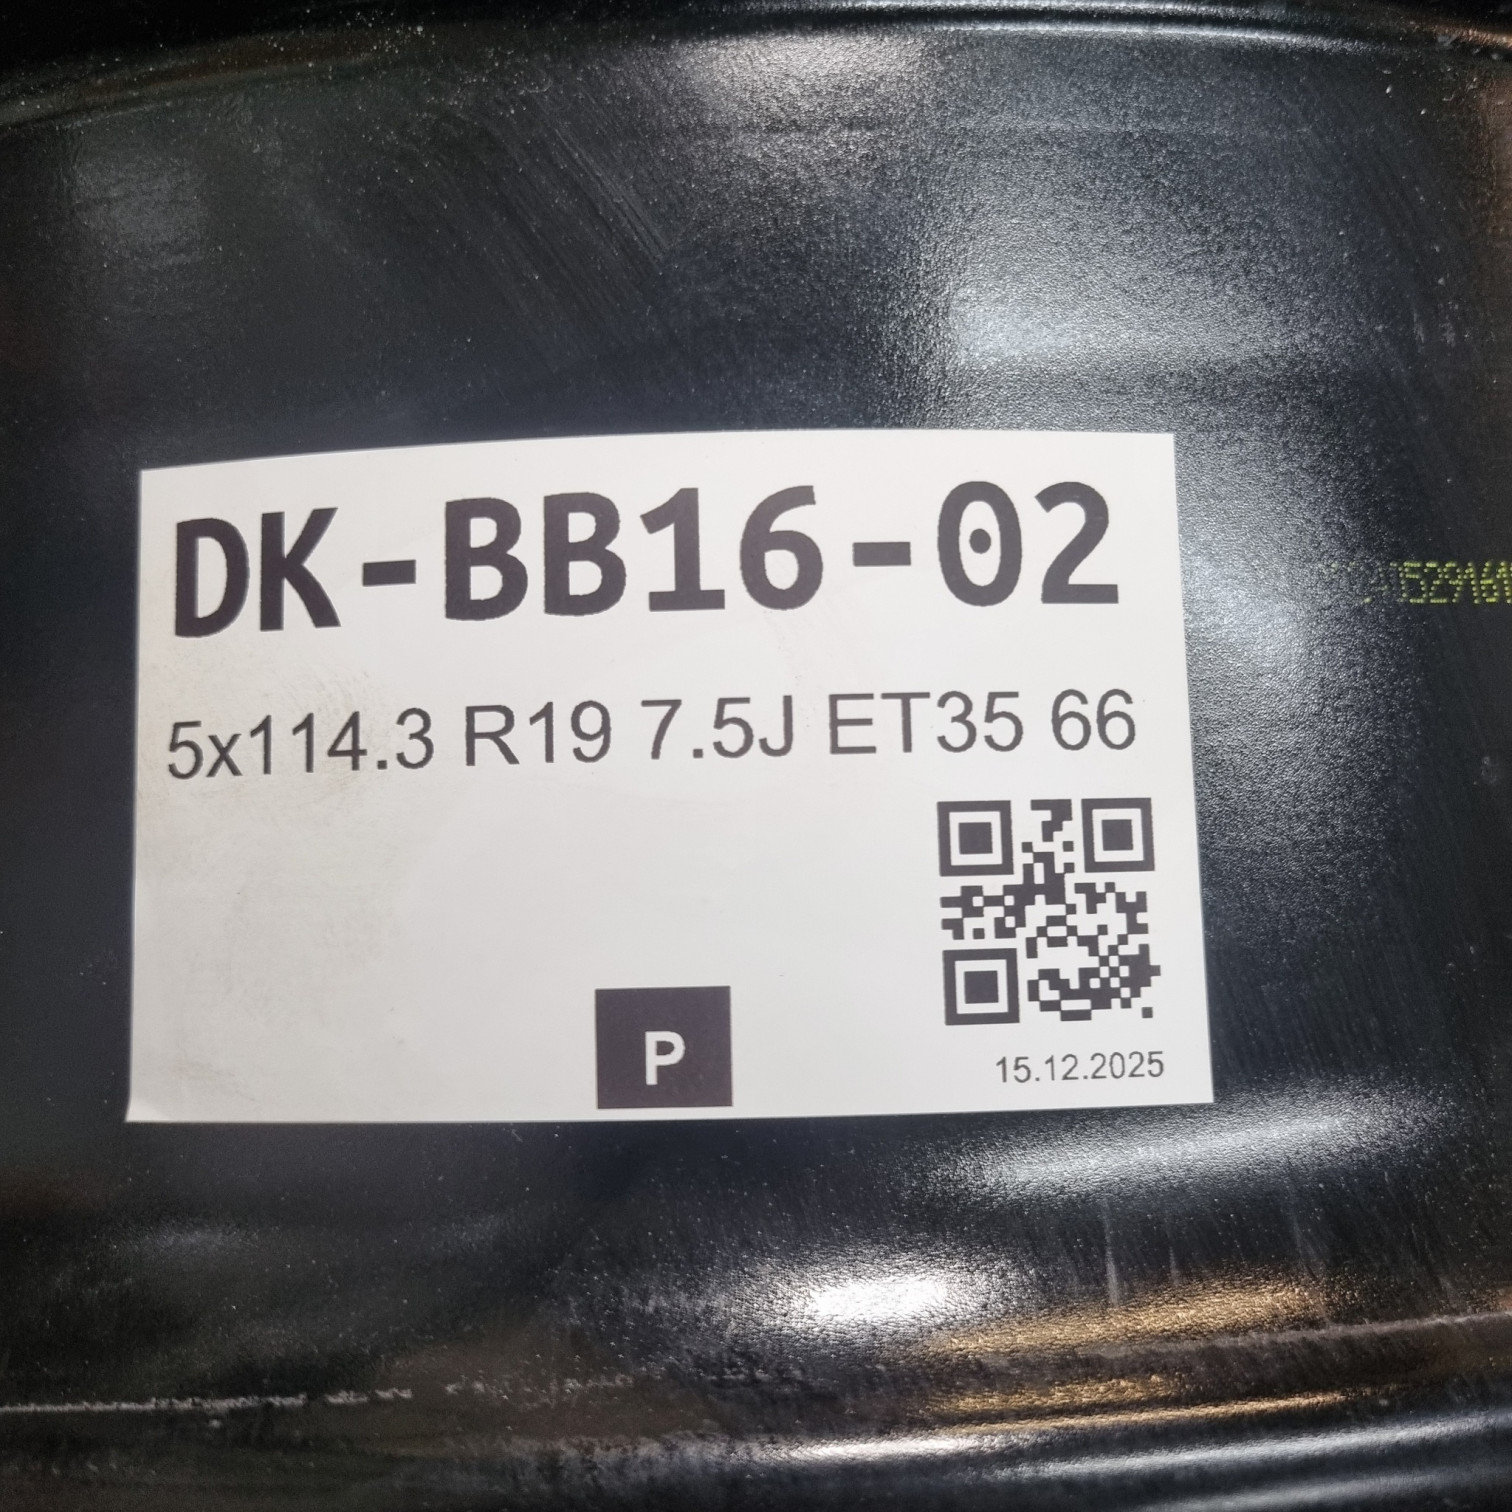 DK-BB16-02
5x114.3 R19 7.5J ET35 66
P
15.12.2025